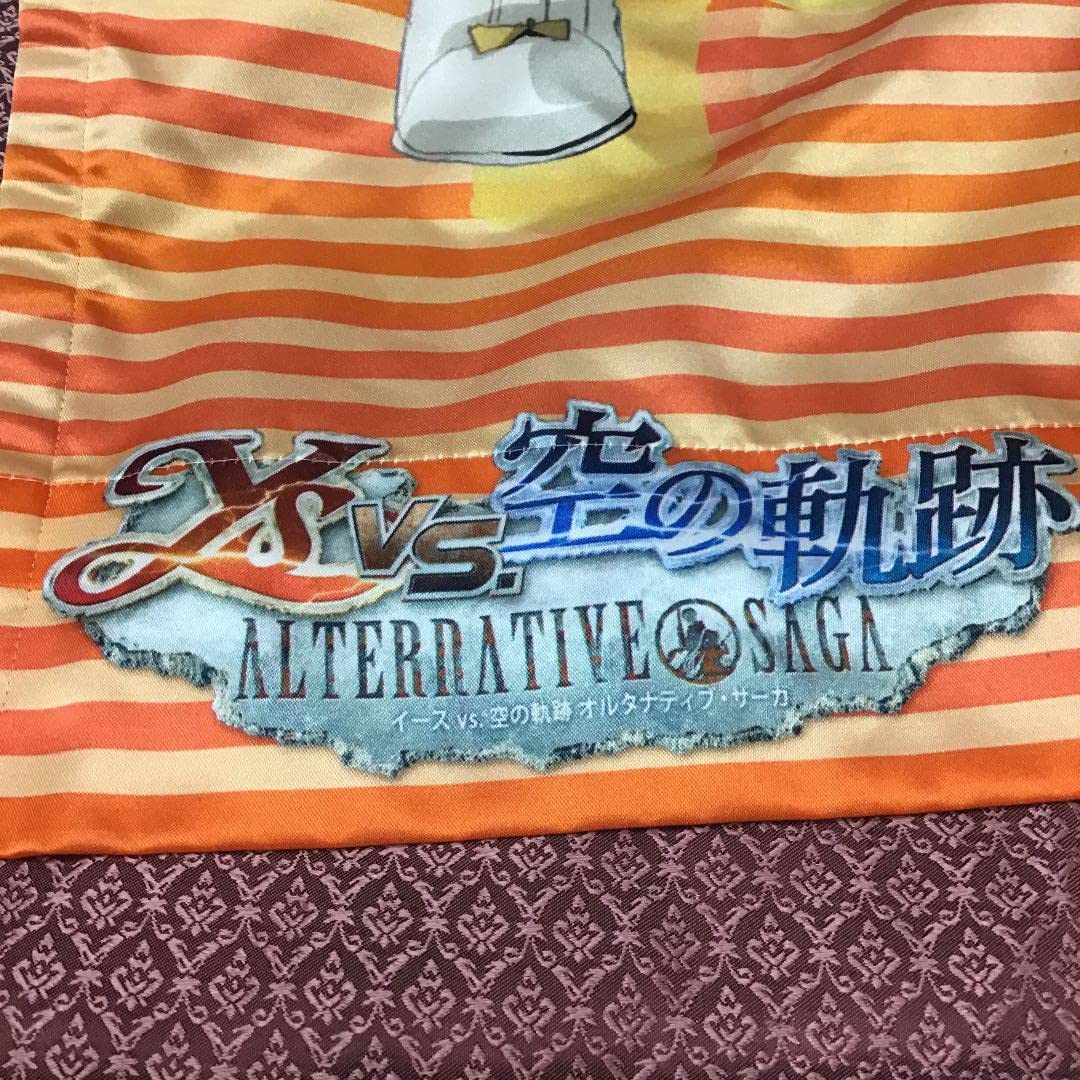 Ys vs. 空の軌跡
ALTERNATIVE SAGA
イース vs. 空の軌跡 オルタナティブ・サーガ